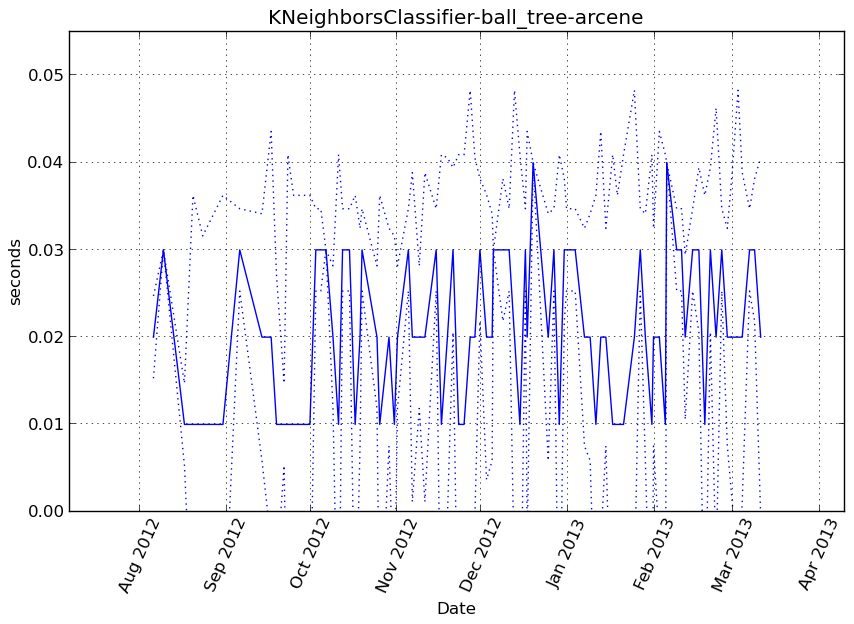 KNeighborsClassifier-ball_tree-arcene
0.05
0.04
0.03
0.02
0.01
0.00
seconds
Aug 2012
Sep 2012
Oct 2012
Nov 2012
Dec 2012
Jan 2013
Feb 2013
Mar 2013
Apr 2013
Date